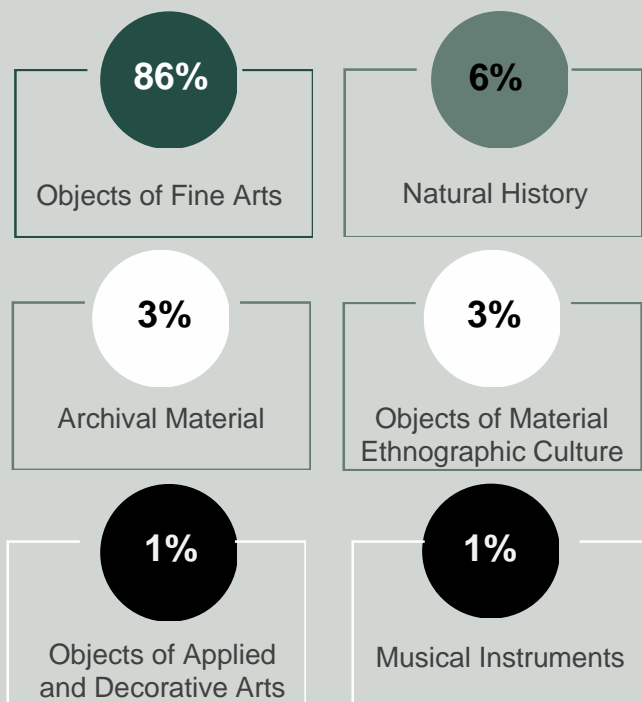 86%
Objects of Fine Arts
6%
Natural History
3%
Archival Material
3%
Objects of Material
Ethnographic Culture
1%
Objects of Applied
and Decorative Arts
1%
Musical Instruments